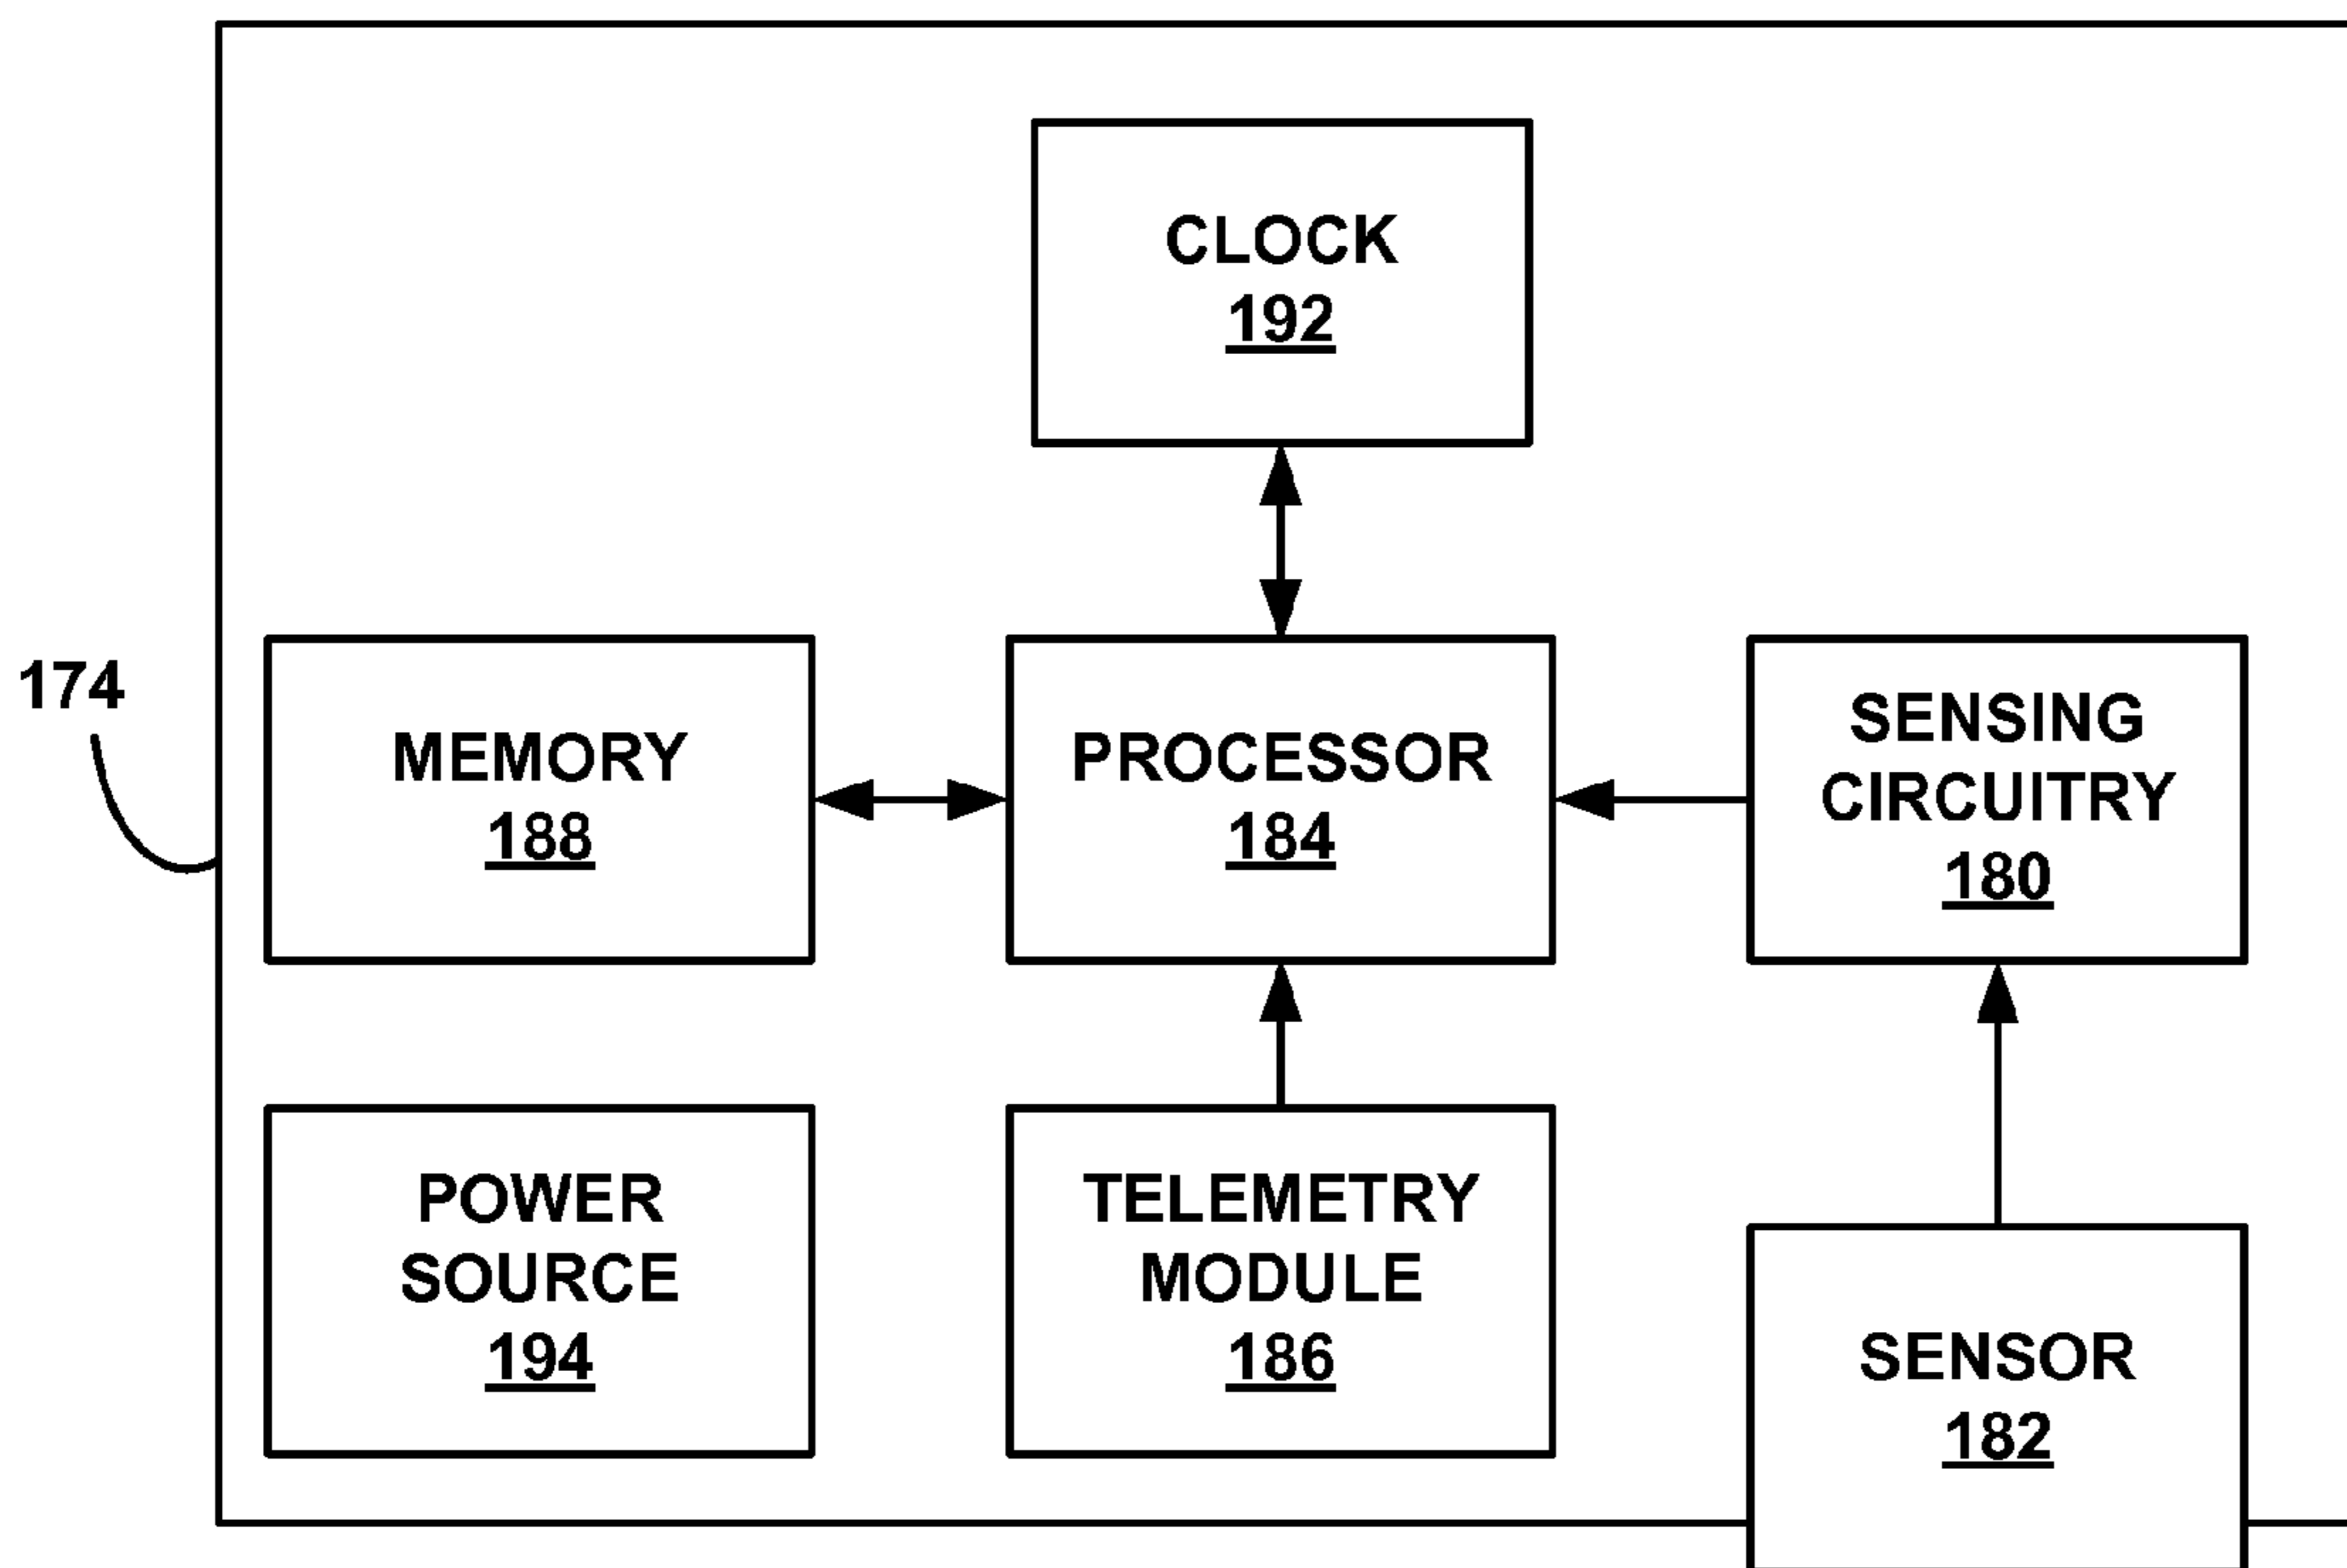 CLOCK
192
174
MEMORY
188
PROCESSOR
184
SENSING
CIRCUITRY
180
POWER
SOURCE
194
TELEMETRY
MODULE
186
SENSOR
182